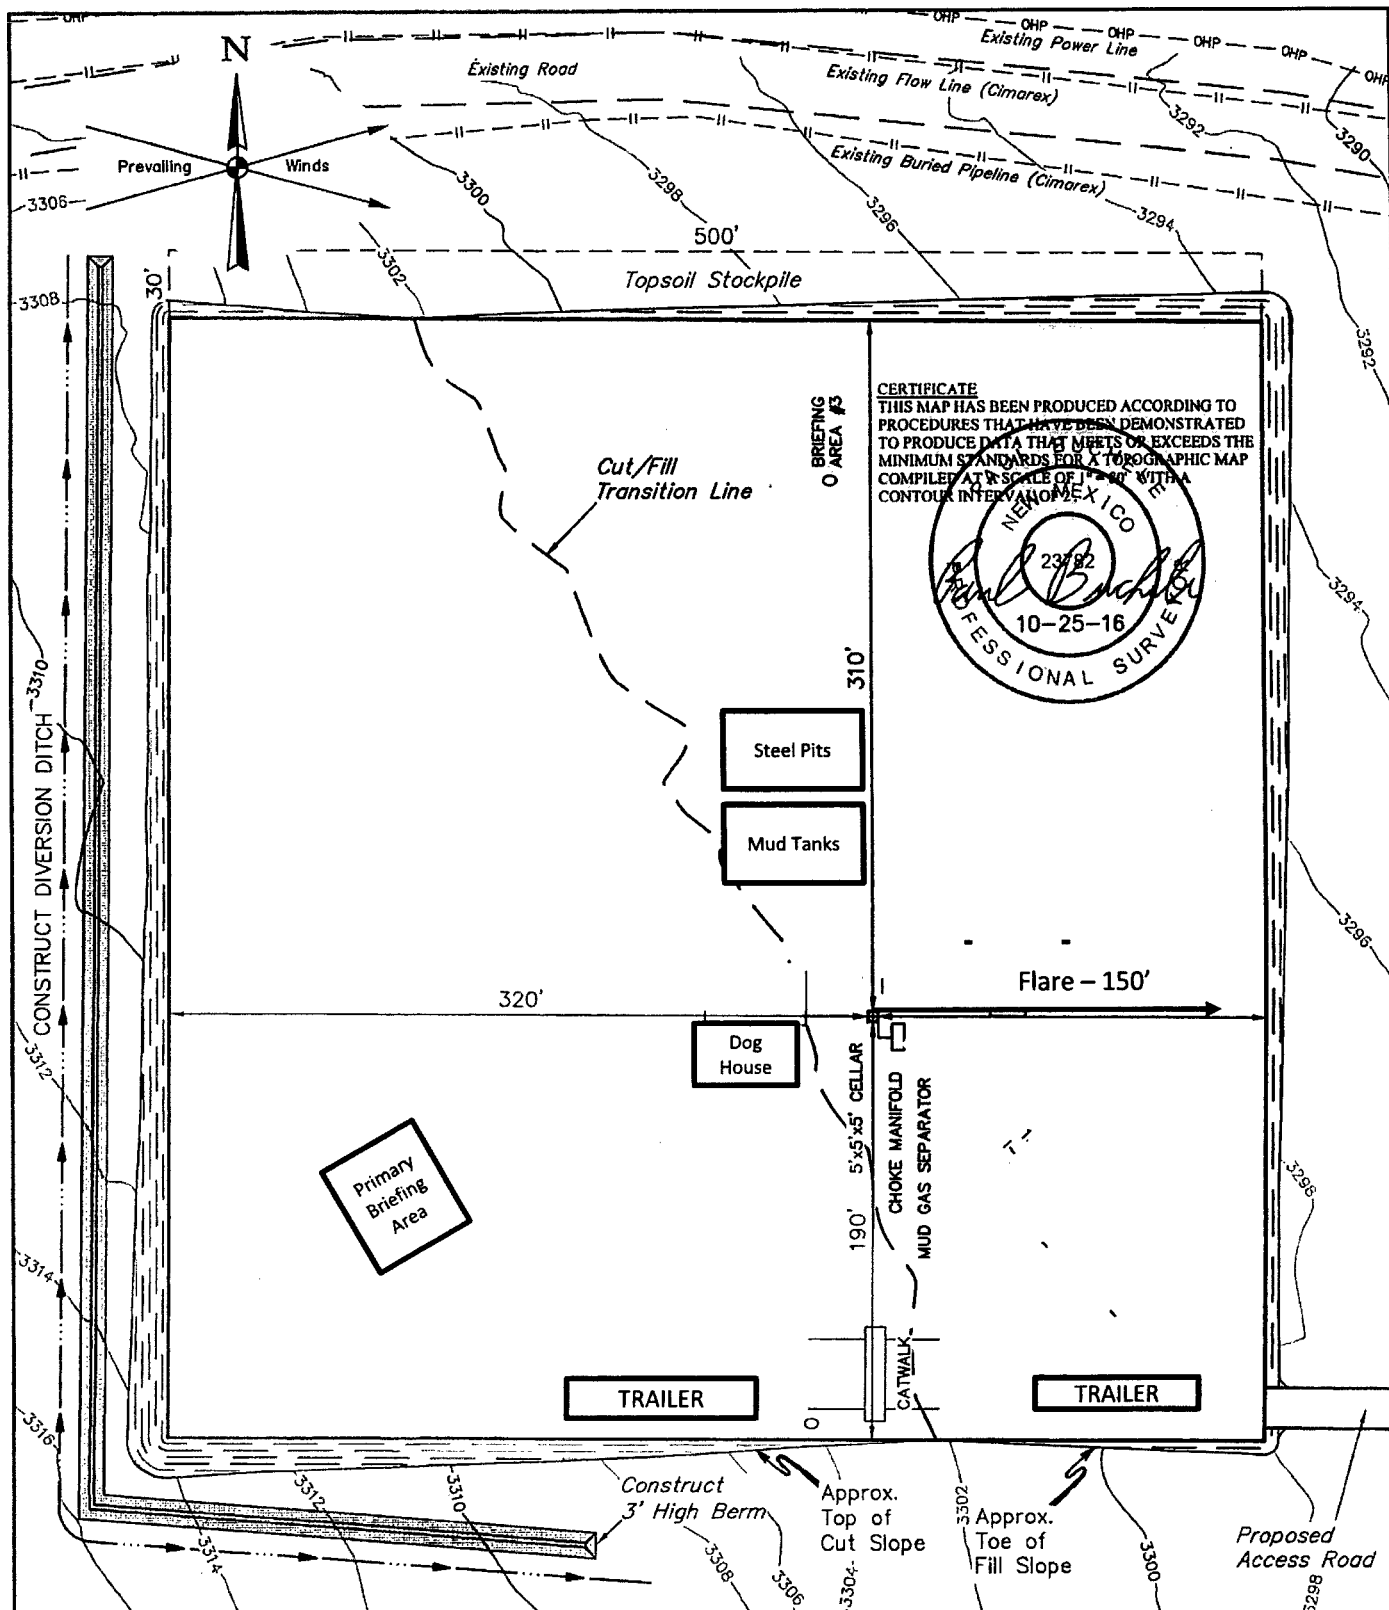 OHP
OHP
OHP
OHP
OHP
OHP
Existing Power Line
N
Existing Road
Existing Flow Line (Cimarex)
3292
3290
Prevailing Winds
Existing Buried Pipeline (Cimarex)
3306
3300
3298
3296
3294
500'
3302
30'
Topsoil Stockpile
3308
3292
CERTIFICATE
THIS MAP HAS BEEN PRODUCED ACCORDING TO
PROCEDURES THAT HAVE BEEN DEMONSTRATED
TO PRODUCE DATA THAT MEETS OR EXCEEDS THE
MINIMUM STANDARDS FOR A TOPOGRAPHIC MAP
COMPILED AT A SCALE OF WITH A
CONTOUR INTERVAL OF
O BRIEFING
AREA #3
Cut/Fill
Transition Line
NEW MEXICO
23782
10-25-16
PROFESSIONAL SURVEYOR
3294
3310
310'
Steel Pits
CONSTRUCT DIVERSION DITCH
Mud Tanks
3296
Flare – 150'
320'
Dog
House
3312
5'x5'x5' CELLAR
CHOKE MANIFOLD
MUD GAS SEPARATOR
Primary
Briefing
Area
3298
190'
3314
CATWALK
TRAILER
TRAILER
O
3316
Construct
3' High Berm
Approx.
Top of
Cut Slope
Approx.
Toe of
Fill Slope
Proposed
Access Road
3314
3312
3310
3308
3306
3304
3302
3300
3298